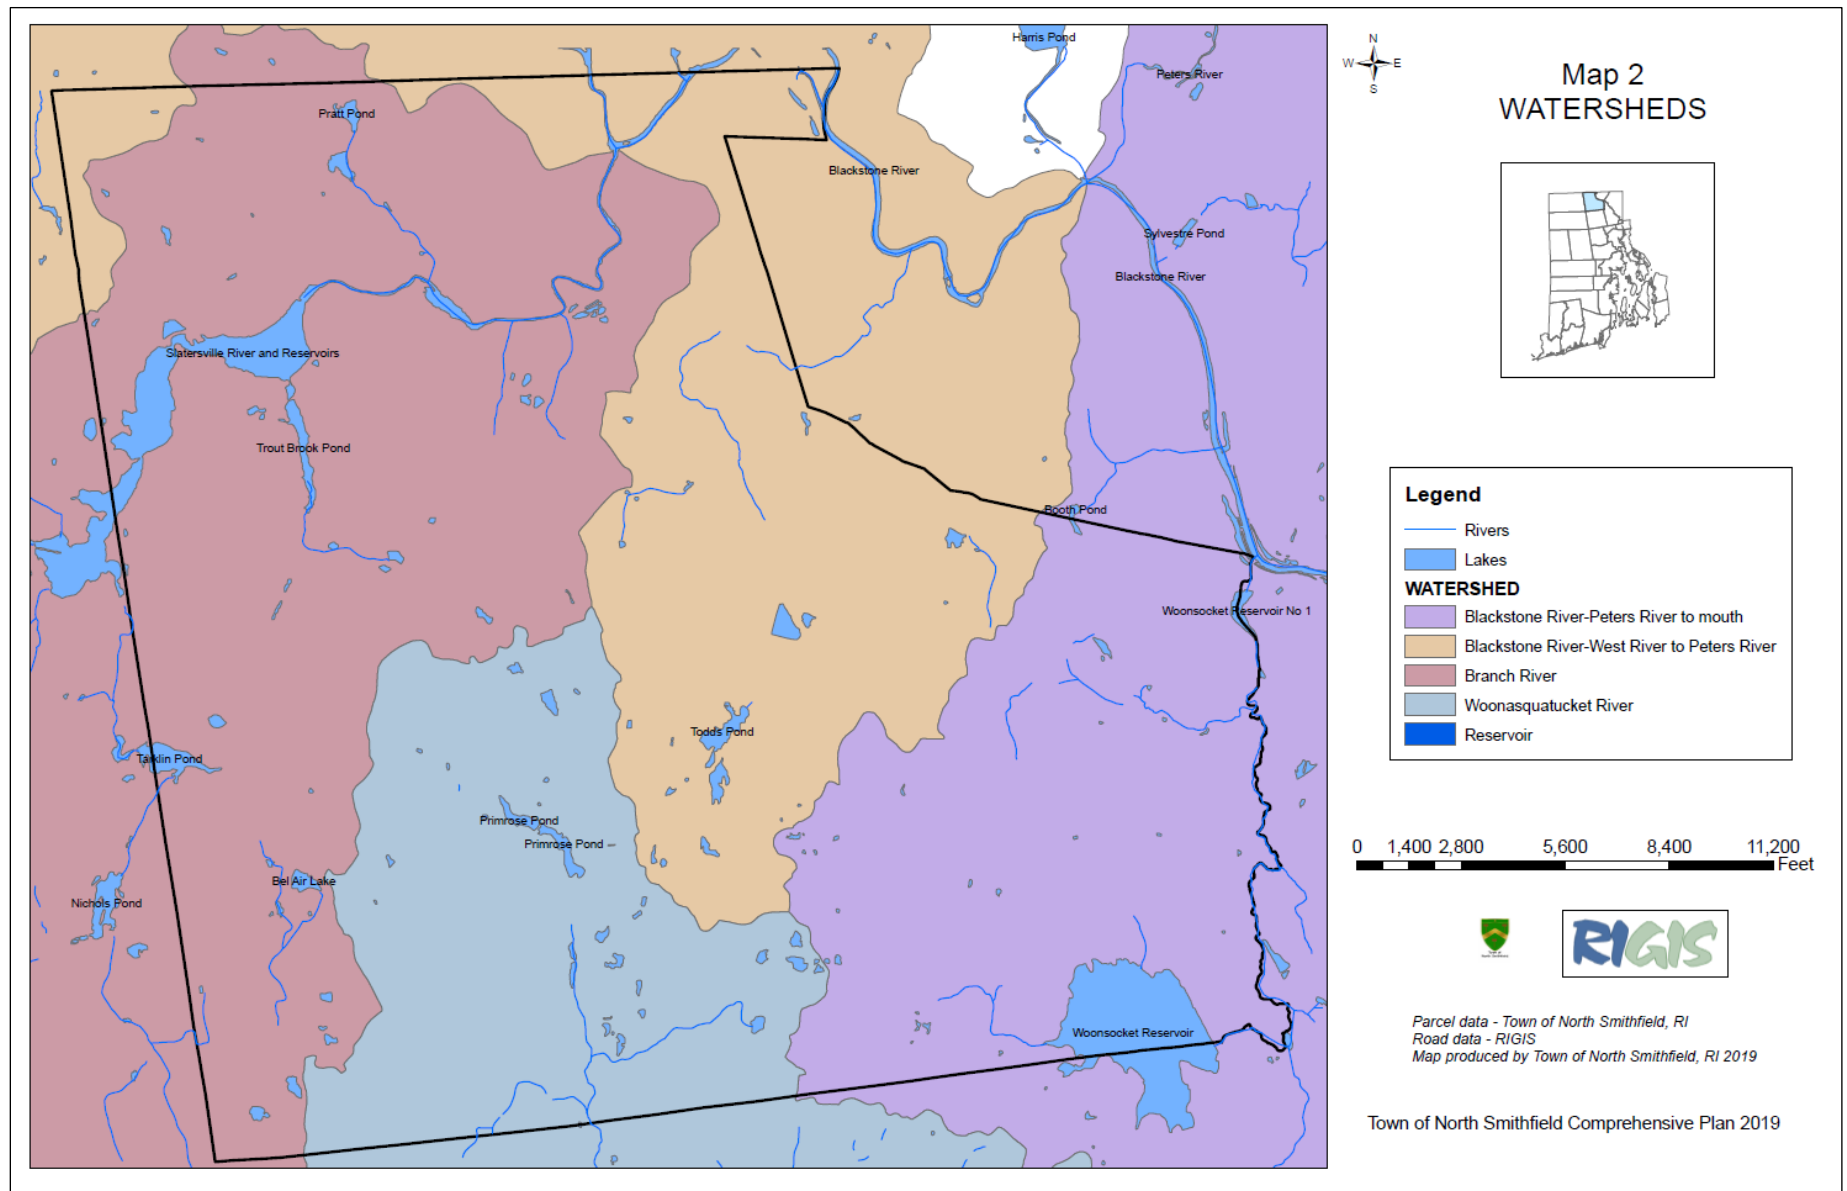 Map 2
WATERSHEDS
N
W
E
S
Harris Pond
Peters River
Pratt Pond
Blackstone River
Sylvestre Pond
Blackstone River
Slatersville River and Reservoirs
Trout Brook Pond
Booth Pond
Woonsocket Reservoir No 1
Todds Pond
Tarklin Pond
Primrose Pond
Primrose Pond
Bel Air Lake
Nichols Pond
Woonsocket Reservoir
Legend
Rivers
Lakes
WATERSHED
Blackstone River-Peters River to mouth
Blackstone River-West River to Peters River
Branch River
Woonasquatucket River
Reservoir
0 1,400 2,800 5,600 8,400 11,200
Feet
RIGIS
Parcel data - Town of North Smithfield, RI
Road data - RIGIS
Map produced by Town of North Smithfield, RI 2019
Town of North Smithfield Comprehensive Plan 2019